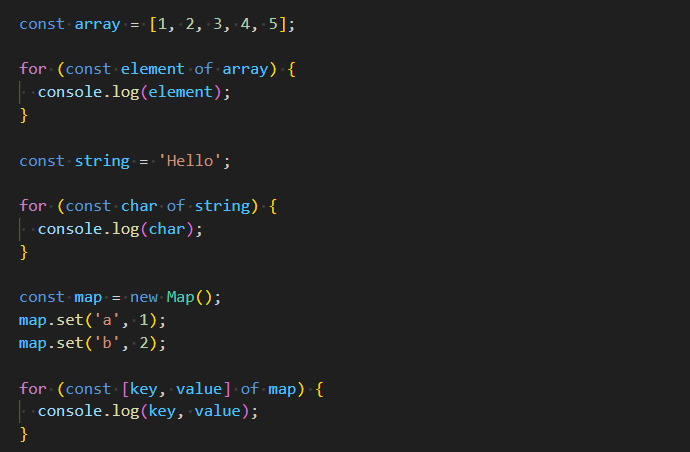 const array = [1, 2, 3, 4, 5];
for (const element of array) {
  console.log(element);
}
const string = 'Hello';
for (const char of string) {
  console.log(char);
}
const map = new Map();
map.set('a', 1);
map.set('b', 2);
for (const [key, value] of map) {
  console.log(key, value);
}